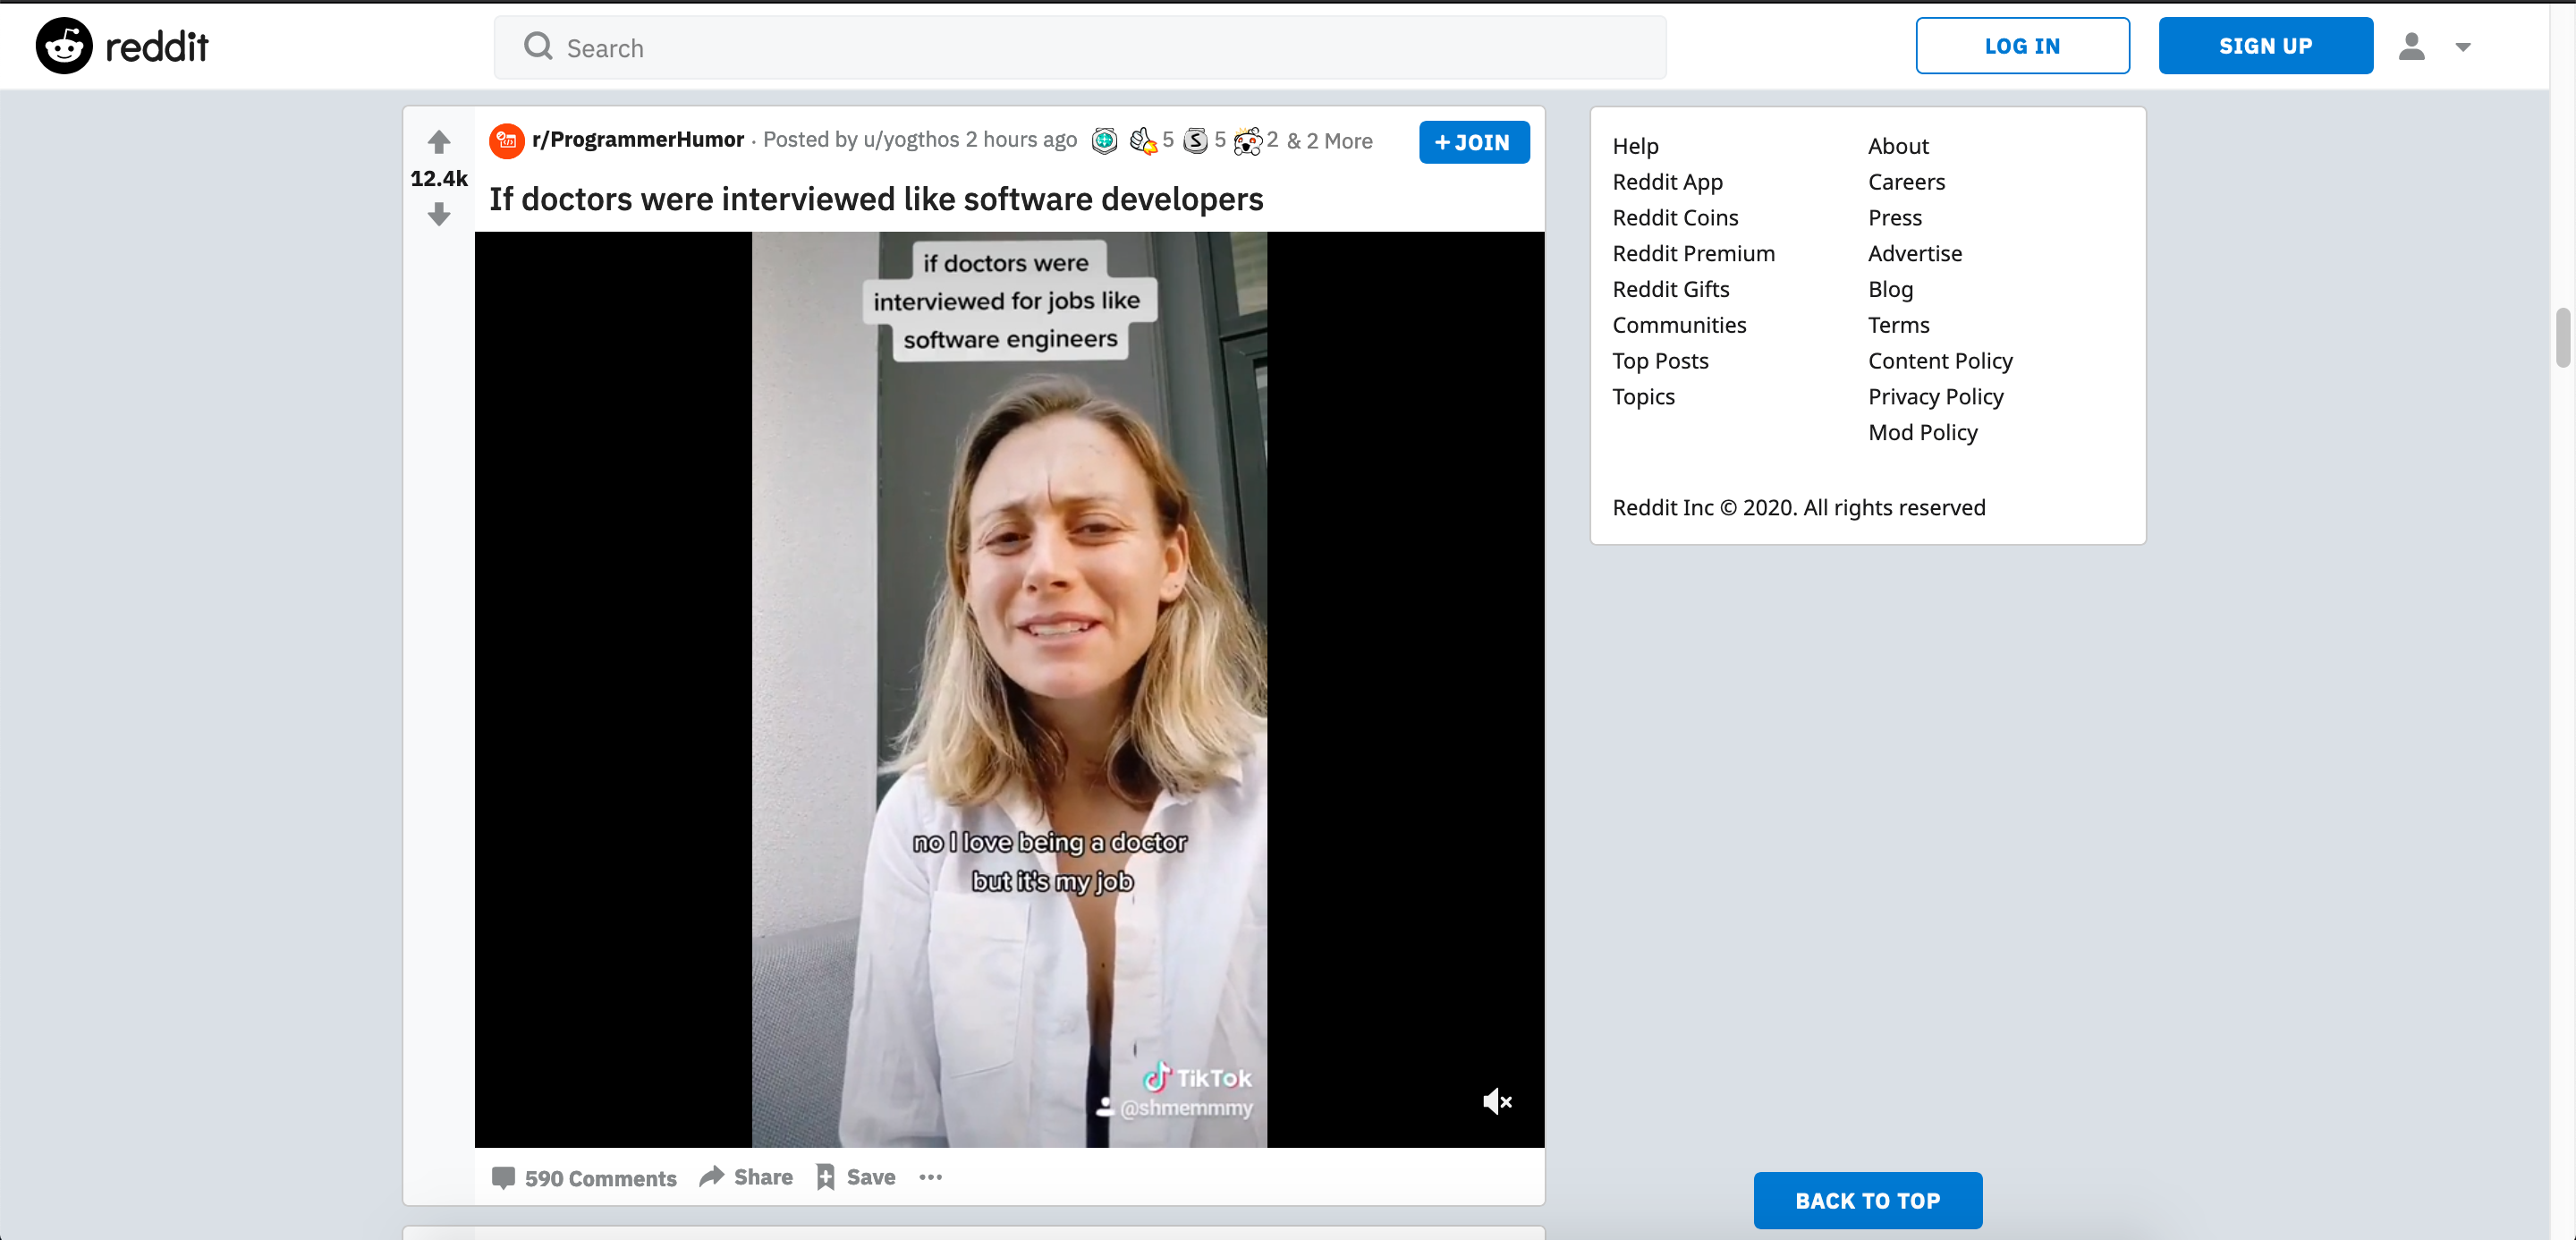 reddit
Search
LOG IN
SIGN UP
12.4k
r/ProgrammerHumor · Posted by u/yogthos 2 hours ago 5 S 5 2 & 2 More
+ JOIN
If doctors were interviewed like software developers
if doctors were
interviewed for jobs like
software engineers
no I love being a doctor
but it's my job
TikTok
@shmemmmy
590 Comments
Share
Save
Help
Reddit App
Reddit Coins
Reddit Premium
Reddit Gifts
Communities
Top Posts
Topics
About
Careers
Press
Advertise
Blog
Terms
Content Policy
Privacy Policy
Mod Policy
Reddit Inc © 2020. All rights reserved
BACK TO TOP